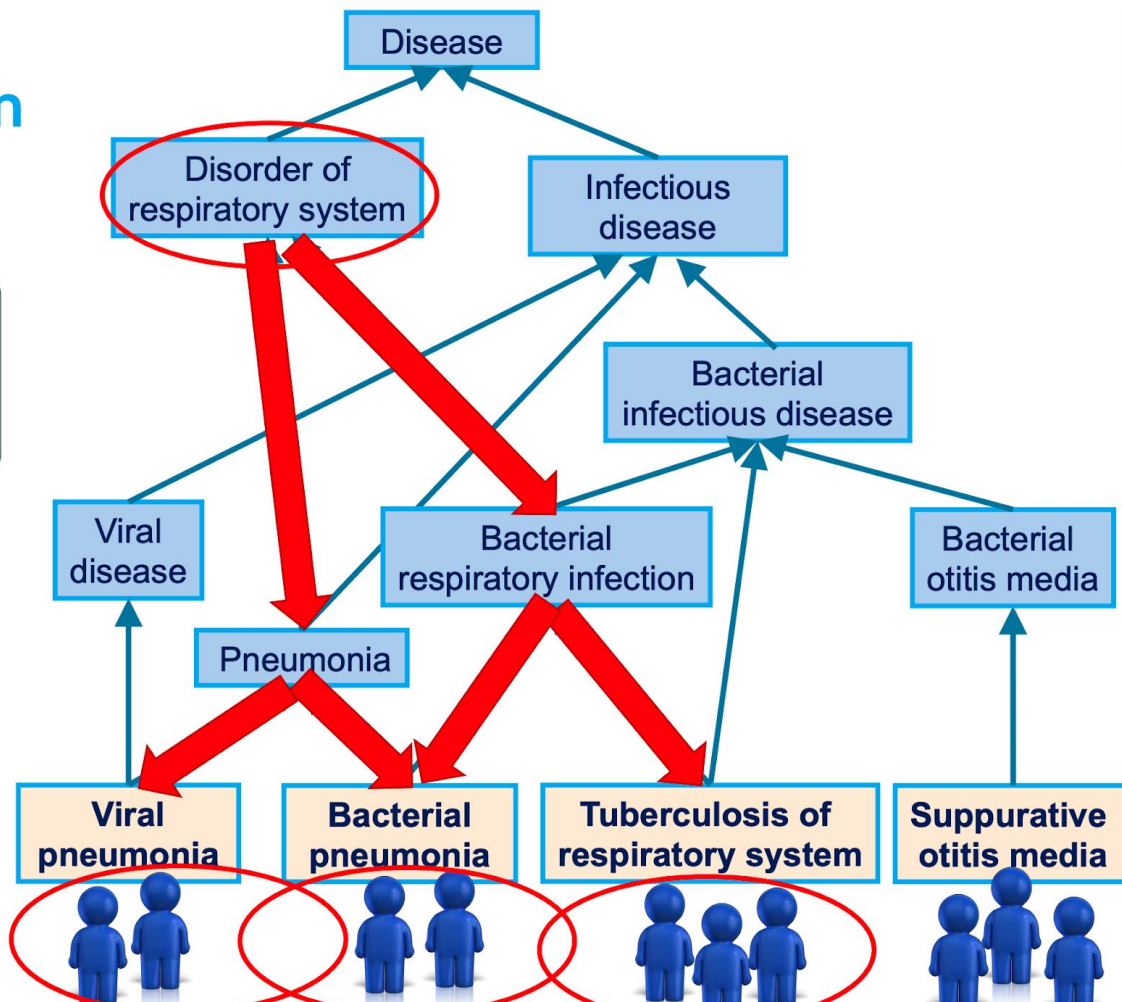 Disease
n
Disorder of
respiratory system
Infectious
disease
Bacterial
infectious disease
Viral
disease
Bacterial
respiratory infection
Bacterial
otitis media
Pneumonia
Viral
pneumonia
Bacterial
pneumonia
Tuberculosis of
respiratory system
Suppurative
otitis media